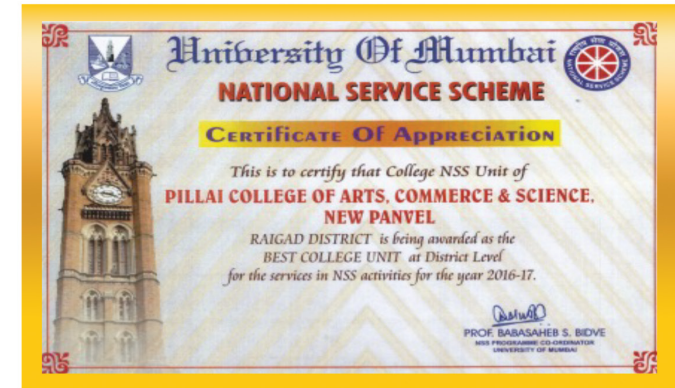 University Of Mumbai
NATIONAL SERVICE SCHEME
CERTIFICATE OF APPRECIATION
This is to certify that College NSS Unit of
PILLAI COLLEGE OF ARTS, COMMERCE & SCIENCE,
NEW PANVEL
RAIGAD DISTRICT is being awarded as the
BEST COLLEGE UNIT at District Level
for the services in NSS activities for the year 2016-17.
PROF. BABASAHEB S. BIDVE
NSS PROGRAMME CO-ORDINATOR
UNIVERSITY OF MUMBAI